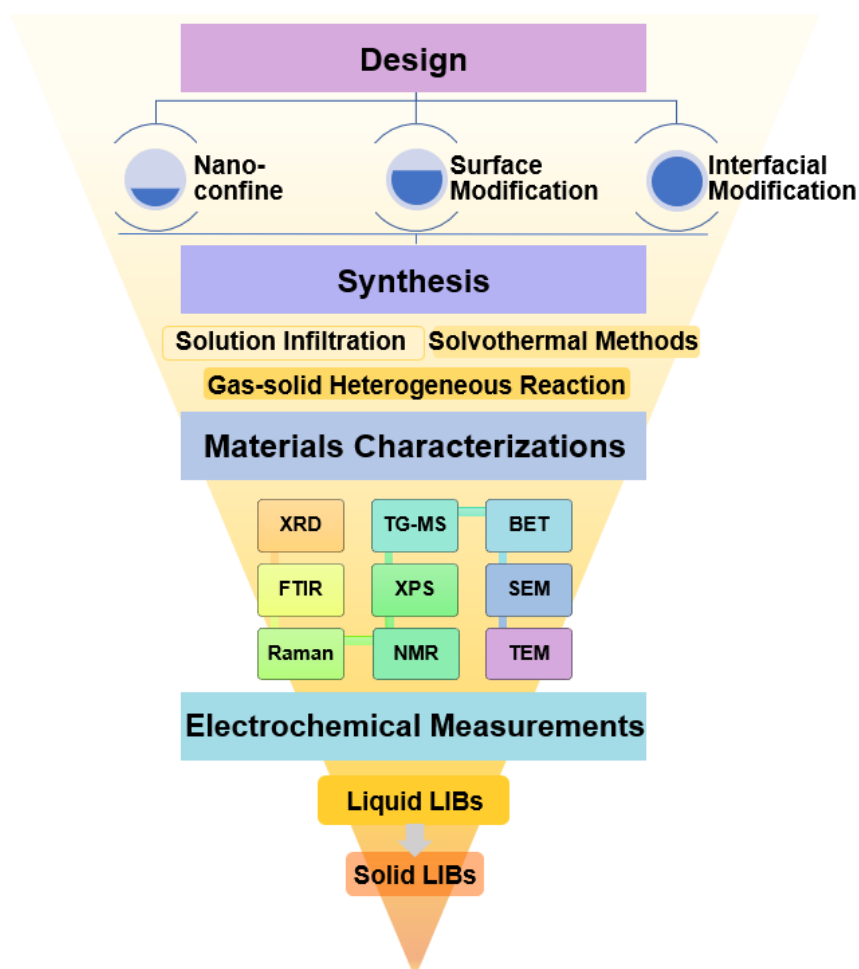 Design
Nano-
confine
Surface
Modification
Interfacial
Modification
Synthesis
Solution Infiltration
Solvothermal Methods
Gas-solid Heterogeneous Reaction
Materials Characterizations
XRD
TG-MS
BET
FTIR
XPS
SEM
Raman
NMR
TEM
Electrochemical Measurements
Liquid LIBs
Solid LIBs